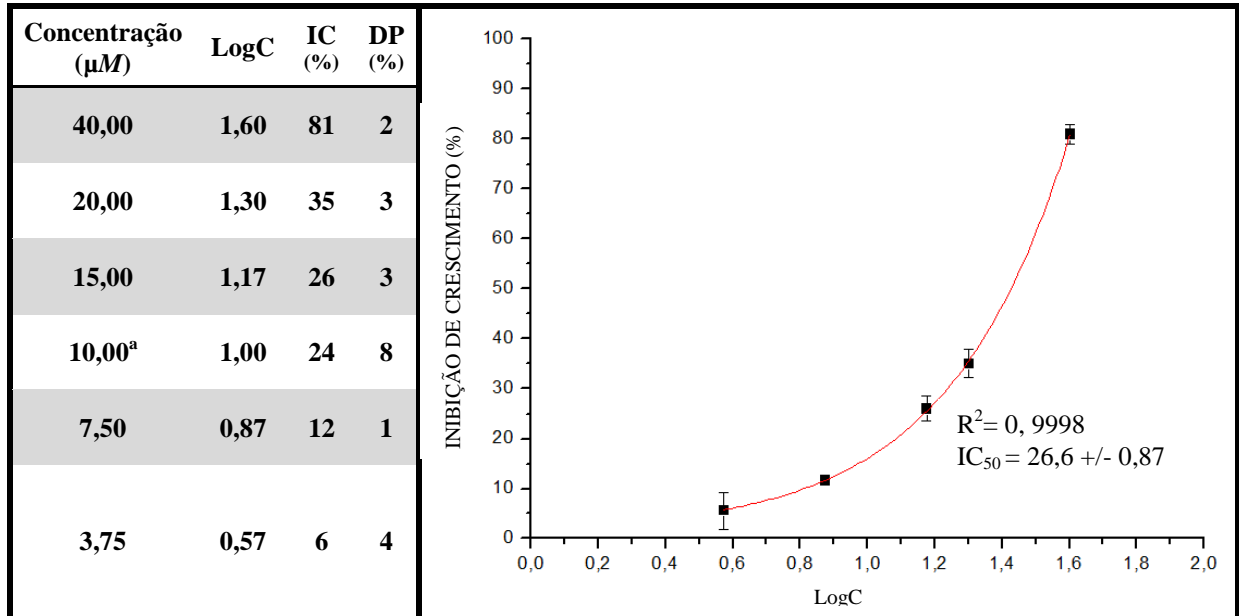 Concentração (µM) LogC IC (%) DP (%)
40,00 1,60 81 2
20,00 1,30 35 3
15,00 1,17 26 3
10,00ª 1,00 24 8
7,50 0,87 12 1
3,75 0,57 6 4
INIBIÇÃO DE CRESCIMENTO (%)
100
90
80
70
60
50
40
30
20
10
0
R²= 0, 9998
IC₅₀ = 26,6 +/- 0,87
0,0 0,2 0,4 0,6 0,8 1,0 1,2 1,4 1,6 1,8 2,0
LogC